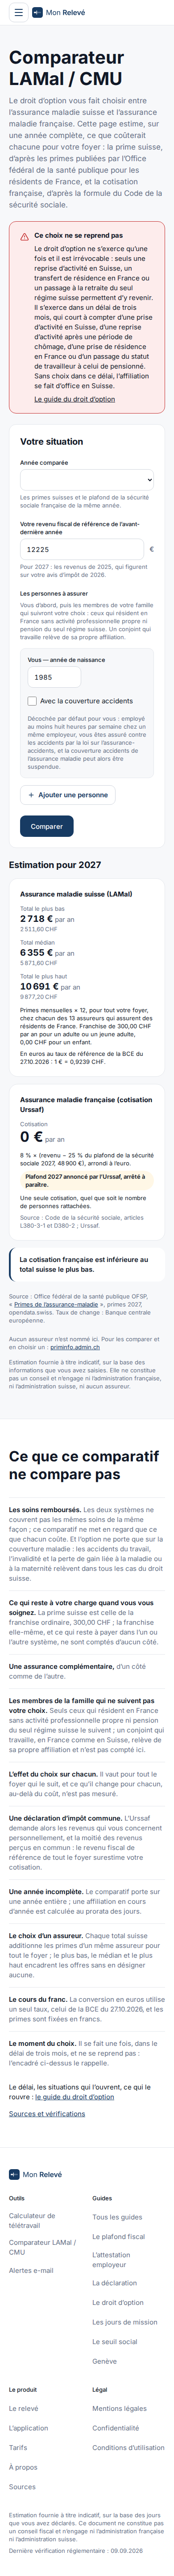 Mon Relevé
Comparateur
LAMal / CMU
Le droit d’option vous fait choisir entre
l’assurance maladie suisse et l’assurance
maladie française. Cette page estime, sur
une année complète, ce que coûterait
chacune pour votre foyer : la prime suisse,
d’après les primes publiées par l’Office
fédéral de la santé publique pour les
résidents de France, et la cotisation
française, d’après la formule du Code de la
sécurité sociale.
Ce choix ne se reprend pas
Le droit d’option ne s’exerce qu’une
fois et il est irrévocable : seuls une
reprise d’activité en Suisse, un
transfert de résidence en France ou
un passage à la retraite du seul
régime suisse permettent d’y revenir.
Il s’exerce dans un délai de trois
mois, qui court à compter d’une prise
d’activité en Suisse, d’une reprise
d’activité après une période de
chômage, d’une prise de résidence
en France ou d’un passage du statut
de travailleur à celui de pensionné.
Sans choix dans ce délai, l’affiliation
se fait d’office en Suisse.
Le guide du droit d’option
Votre situation
Année comparée
Les primes suisses et le plafond de la sécurité
sociale française de la même année.
Votre revenu fiscal de référence de l’avant-
dernière année
12225 €
Pour 2027 : les revenus de 2025, qui figurent
sur votre avis d’impôt de 2026.
Les personnes à assurer
Vous d’abord, puis les membres de votre famille
qui suivront votre choix : ceux qui résident en
France sans activité professionnelle propre ni
pension du seul régime suisse. Un conjoint qui
travaille relève de sa propre affiliation.
Vous — année de naissance
1985
Avec la couverture accidents
Décochée par défaut pour vous : employé
au moins huit heures par semaine chez un
même employeur, vous êtes assuré contre
les accidents par la loi sur l’assurance-
accidents, et la couverture accidents de
l’assurance maladie peut alors être
suspendue.
+ Ajouter une personne
Comparer
Estimation pour 2027
Assurance maladie suisse (LAMal)
Total le plus bas
2 718 € par an
2 511,60 CHF
Total médian
6 355 € par an
5 871,60 CHF
Total le plus haut
10 691 € par an
9 877,20 CHF
Primes mensuelles × 12, pour tout votre foyer,
chez chacun des 13 assureurs qui assurent des
résidents de France. Franchise de 300,00 CHF
par an pour un adulte ou un jeune adulte,
0,00 CHF pour un enfant.
En euros au taux de référence de la BCE du
27.10.2026 : 1 € = 0,9239 CHF.
Assurance maladie française (cotisation
Urssaf)
Cotisation
0 € par an
8 % × (revenu − 25 % du plafond de la sécurité
sociale 2027, 48 900 €), arrondi à l’euro.
Plafond 2027 annoncé par l’Urssaf, arrêté à
paraître.
Une seule cotisation, quel que soit le nombre
de personnes rattachées.
Source : Code de la sécurité sociale, articles
L380-3-1 et D380-2 ; Urssaf.
La cotisation française est inférieure au
total suisse le plus bas.
Source : Office fédéral de la santé publique OFSP,
« Primes de l’assurance-maladie », primes 2027,
opendata.swiss. Taux de change : Banque centrale
européenne.
Aucun assureur n’est nommé ici. Pour les comparer et
en choisir un : priminfo.admin.ch
Estimation fournie à titre indicatif, sur la base des
informations que vous avez saisies. Elle ne constitue
pas un conseil et n’engage ni l’administration française,
ni l’administration suisse, ni aucun assureur.
Ce que ce comparatif
ne compare pas
Les soins remboursés. Les deux systèmes ne
couvrent pas les mêmes soins de la même
façon ; ce comparatif ne met en regard que ce
que chacun coûte. Et l’option ne porte que sur la
couverture maladie : les accidents du travail,
l’invalidité et la perte de gain liée à la maladie ou
à la maternité relèvent dans tous les cas du droit
suisse.
Ce qui reste à votre charge quand vous vous
soignez. La prime suisse est celle de la
franchise ordinaire, 300,00 CHF ; la franchise
elle-même, et ce qui reste à payer dans l’un ou
l’autre système, ne sont comptés d’aucun côté.
Une assurance complémentaire, d’un côté
comme de l’autre.
Les membres de la famille qui ne suivent pas
votre choix. Seuls ceux qui résident en France
sans activité professionnelle propre ni pension
du seul régime suisse le suivent ; un conjoint qui
travaille, en France comme en Suisse, relève de
sa propre affiliation et n’est pas compté ici.
L’effet du choix sur chacun. Il vaut pour tout le
foyer qui le suit, et ce qu’il change pour chacun,
au-delà du coût, n’est pas mesuré.
Une déclaration d’impôt commune. L’Urssaf
demande alors les revenus qui vous concernent
personnellement, et la moitié des revenus
perçus en commun : le revenu fiscal de
référence de tout le foyer surestime votre
cotisation.
Une année incomplète. Le comparatif porte sur
une année entière ; une affiliation en cours
d’année est calculée au prorata des jours.
Le choix d’un assureur. Chaque total suisse
additionne les primes d’un même assureur pour
tout le foyer ; le plus bas, le médian et le plus
haut encadrent les offres sans en désigner
aucune.
Le cours du franc. La conversion en euros utilise
un seul taux, celui de la BCE du 27.10.2026, et les
primes sont fixées en francs.
Le moment du choix. Il se fait une fois, dans le
délai de trois mois, et ne se reprend pas :
l’encadré ci-dessus le rappelle.
Le délai, les situations qui l’ouvrent, ce qui le
rouvre : le guide du droit d’option
Sources et vérifications
Mon Relevé
Outils
Calculateur de
télétravail
Comparateur LAMal /
CMU
Alertes e-mail
Guides
Tous les guides
Le plafond fiscal
L’attestation
employeur
La déclaration
Le droit d’option
Les jours de mission
Le seuil social
Genève
Le produit
Le relevé
L’application
Tarifs
À propos
Sources
Légal
Mentions légales
Confidentialité
Conditions d’utilisation
Estimation fournie à titre indicatif, sur la base des jours
que vous avez déclarés. Ce document ne constitue pas
un conseil fiscal et n’engage ni l’administration française
ni l’administration suisse.
Dernière vérification réglementaire : 09.09.2026